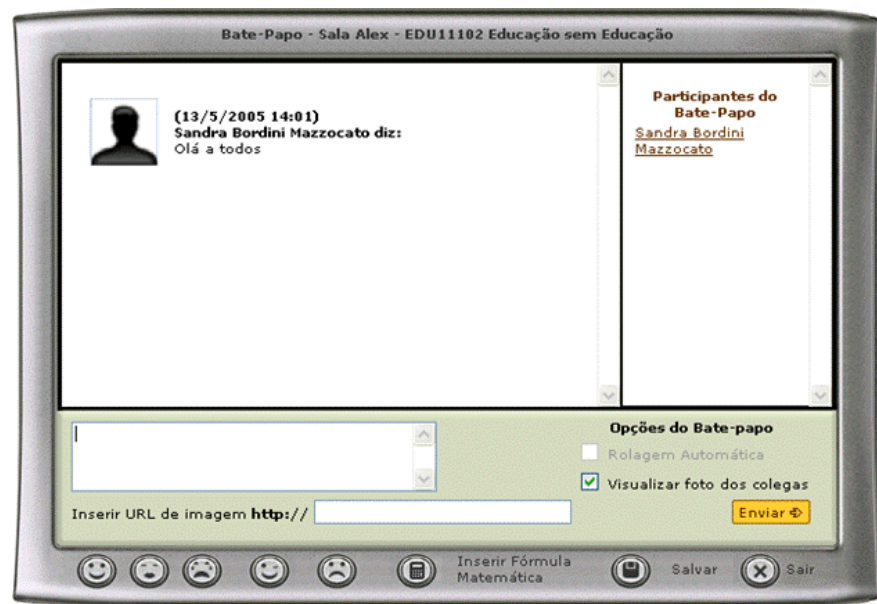 Bate-Papo - Sala Alex - EDU11102 Educação sem Educação
(13/5/2005 14:01)
Sandra Bordini Mazzocato diz:
Olá a todos
Participantes do
Bate-Papo
Sandra Bordini
Mazzocato
Opções do Bate-papo
Rolagem Automática
Visualizar foto dos colegas
Inserir URL de imagem http://
Enviar
Inserir Fórmula
Matemática
Salvar
Sair